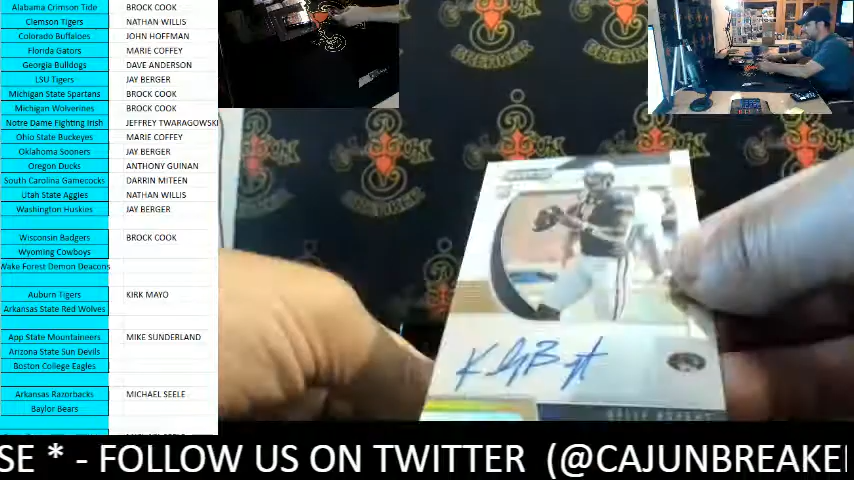 Alabama Crimson Tide BROCK COOK
Clemson Tigers NATHAN WILLIS
Colorado Buffaloes JOHN HOFFMAN
Florida Gators MARIE COFFEY
Georgia Bulldogs DAVE ANDERSON
LSU Tigers JAY BERGER
Michigan State Spartans BROCK COOK
Michigan Wolverines BROCK COOK
Notre Dame Fighting Irish JEFFREY TWARAGOWSKI
Ohio State Buckeyes MARIE COFFEY
Oklahoma Sooners JAY BERGER
Oregon Ducks ANTHONY GUINAN
South Carolina Gamecocks DARRIN MITEEN
Utah State Aggies NATHAN WILLIS
Washington Huskies JAY BERGER
Wisconsin Badgers BROCK COOK
Wyoming Cowboys
Wake Forest Demon Deacons
Auburn Tigers KIRK MAYO
Arkansas State Red Wolves
App State Mountaineers MIKE SUNDERLAND
Arizona State Sun Devils
Boston College Eagles
Arkansas Razorbacks MICHAEL SEELE
Baylor Bears
BREAKER
BREAKER
KELLY BRYANT
SE * - FOLLOW US ON TWITTER (@CAJUNBREAKE